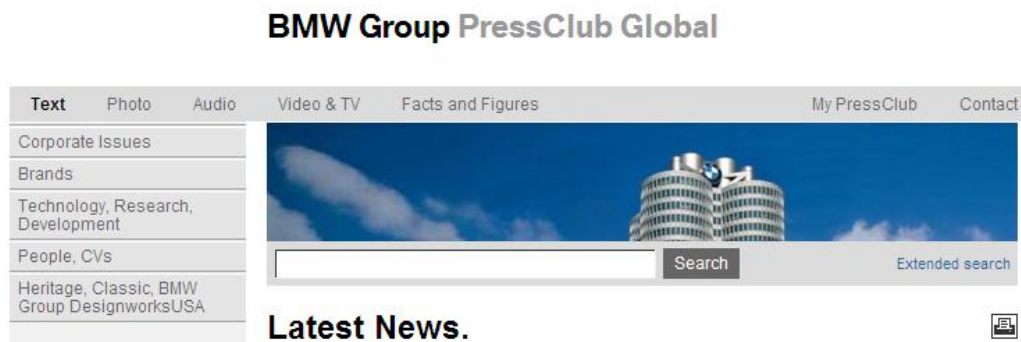 BMW Group PressClub Global
Text Photo Audio Video & TV Facts and Figures My PressClub Contact
Corporate Issues
Brands
Technology, Research,
Development
People, CVs
Heritage, Classic, BMW
Group DesignworksUSA
Search Extended search
Latest News.